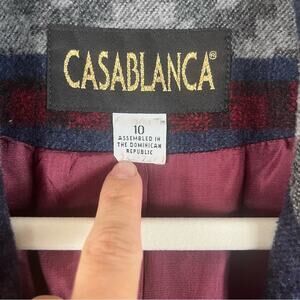 CASABLANCA®
10
ASSEMBLED IN
THE DOMINICAN
REPUBLIC